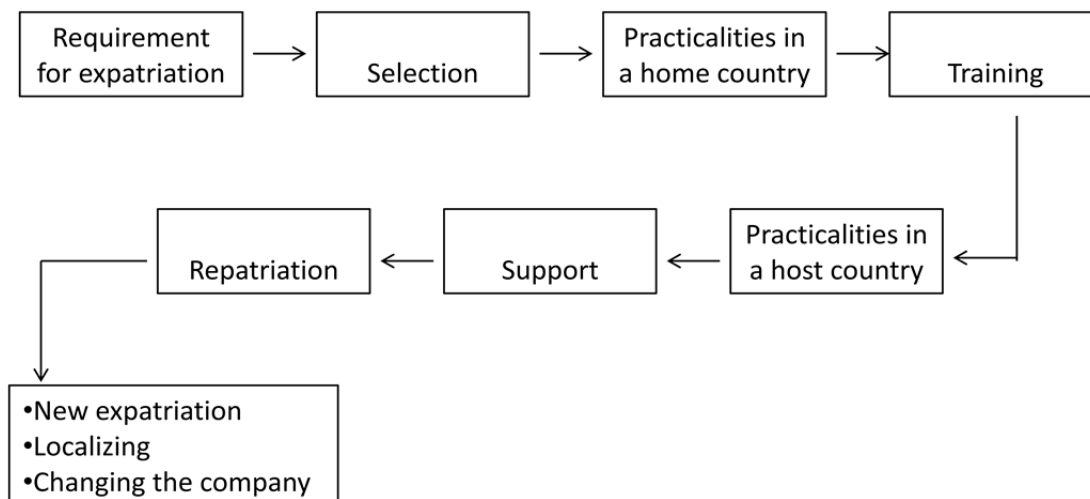 Requirement
for expatriation
Selection
Practicalities in
a home country
Training
Practicalities in
a host country
Support
Repatriation
•New expatriation
•Localizing
•Changing the company